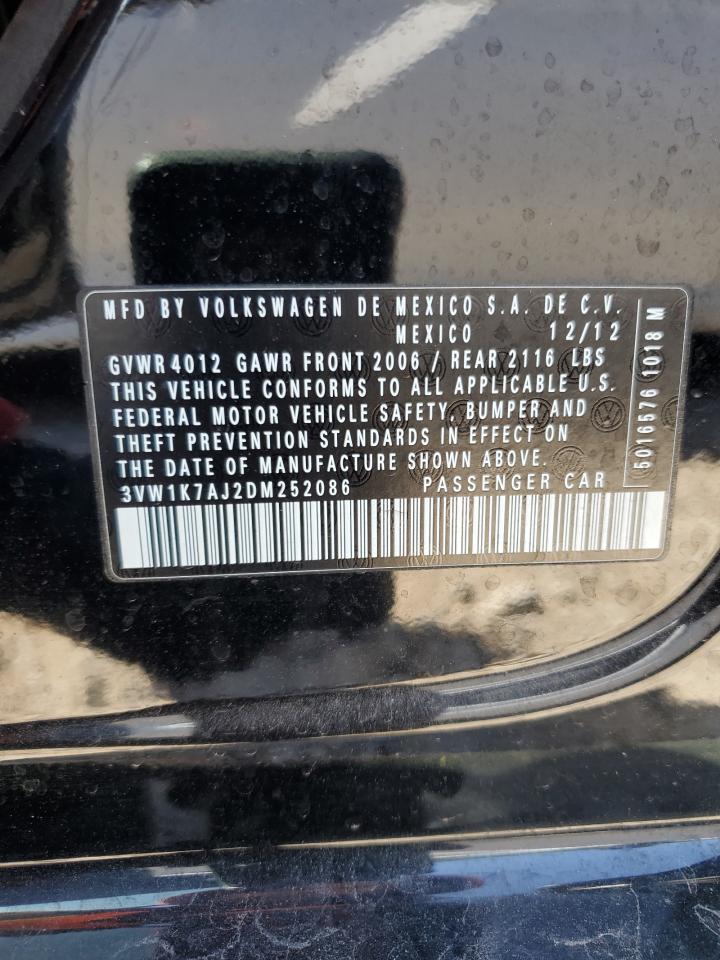 MFD BY VOLKSWAGEN DE MEXICO S.A. DE C.V.
MEXICO 12/12
GVWR 4012 GAWR FRONT 2006 / REAR 2116 LBS
THIS VEHICLE CONFORMS TO ALL APPLICABLE U.S.
FEDERAL MOTOR VEHICLE SAFETY, BUMPER AND
THEFT PREVENTION STANDARDS IN EFFECT ON
THE DATE OF MANUFACTURE SHOWN ABOVE.
3VW1K7AJ2DM252086 PASSENGER CAR
5016576 1018 M